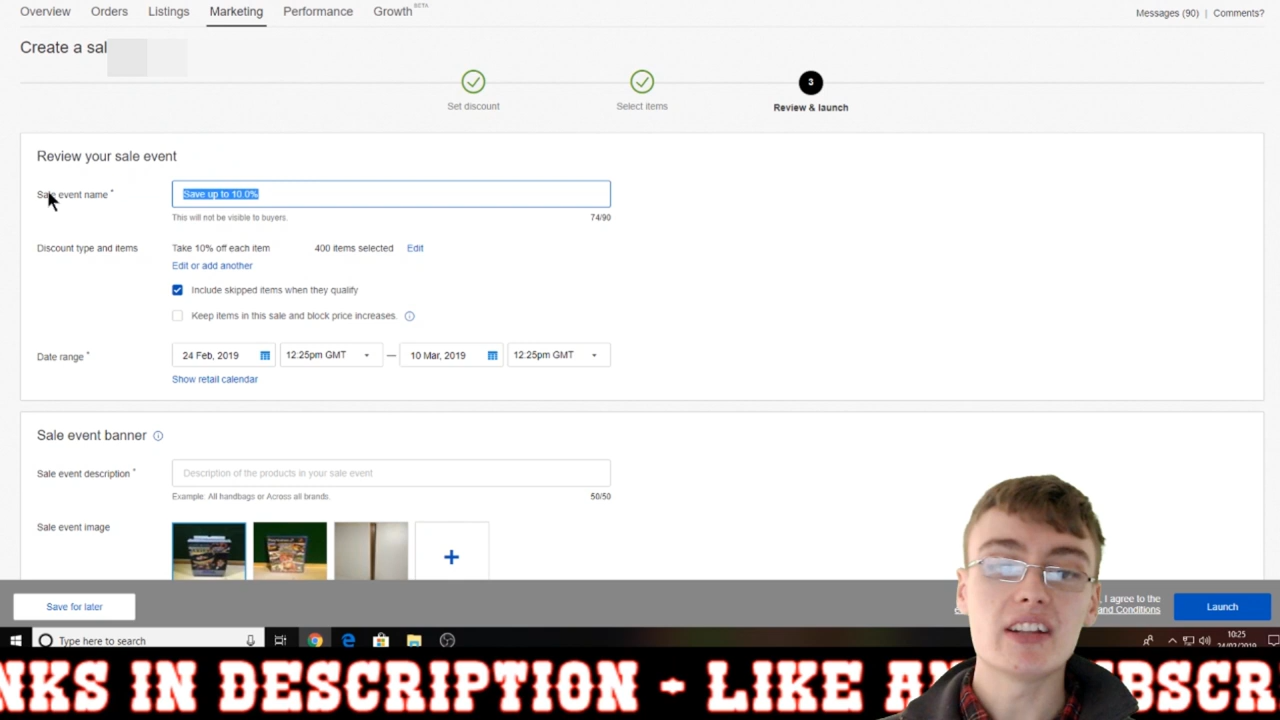 Overview Orders Listings Marketing Performance Growth BETA Messages (90) | Comments?
Create a sal
3
Set discount Select items Review & launch
Review your sale event
Sale event name * Save up to 10.0%
This will not be visible to buyers. 74/90
Discount type and items Take 10% off each item 400 items selected Edit
Edit or add another
Include skipped items when they qualify
Keep items in this sale and block price increases.
Date range * 24 Feb, 2019 12.25pm GMT — 10 Mar, 2019 12.25pm GMT
Show retail calendar
Sale event banner
Sale event description * Description of the products in your sale event
Example: All handbags or Across all brands. 50/50
Sale event image
Save for later , I agree to the
and Conditions Launch
Type here to search 10:25
24/02/2019
NKS IN DESCRIPTION - LIKE A UBSCR